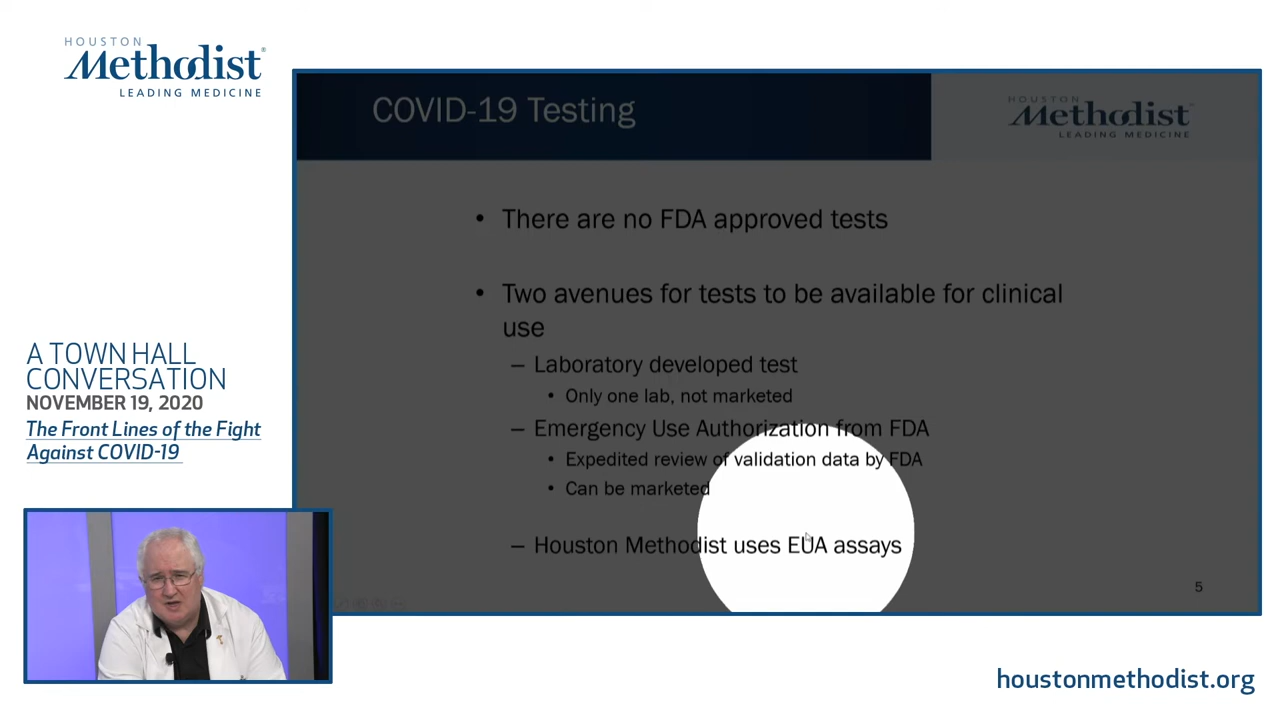 HOUSTON
Methodist®
LEADING MEDICINE
COVID-19 Testing
HOUSTON
Methodist
LEADING MEDICINE
• There are no FDA approved tests
• Two avenues for tests to be available for clinical
use
– Laboratory developed test
• Only one lab, not marketed
– Emergency Use Authorization from FDA
• Expedited review of validation data by FDA
• Can be marketed
– Houston Methodist uses EUA assays
5
A TOWN HALL
CONVERSATION
NOVEMBER 19, 2020
The Front Lines of the Fight
Against COVID-19
houstonmethodist.org